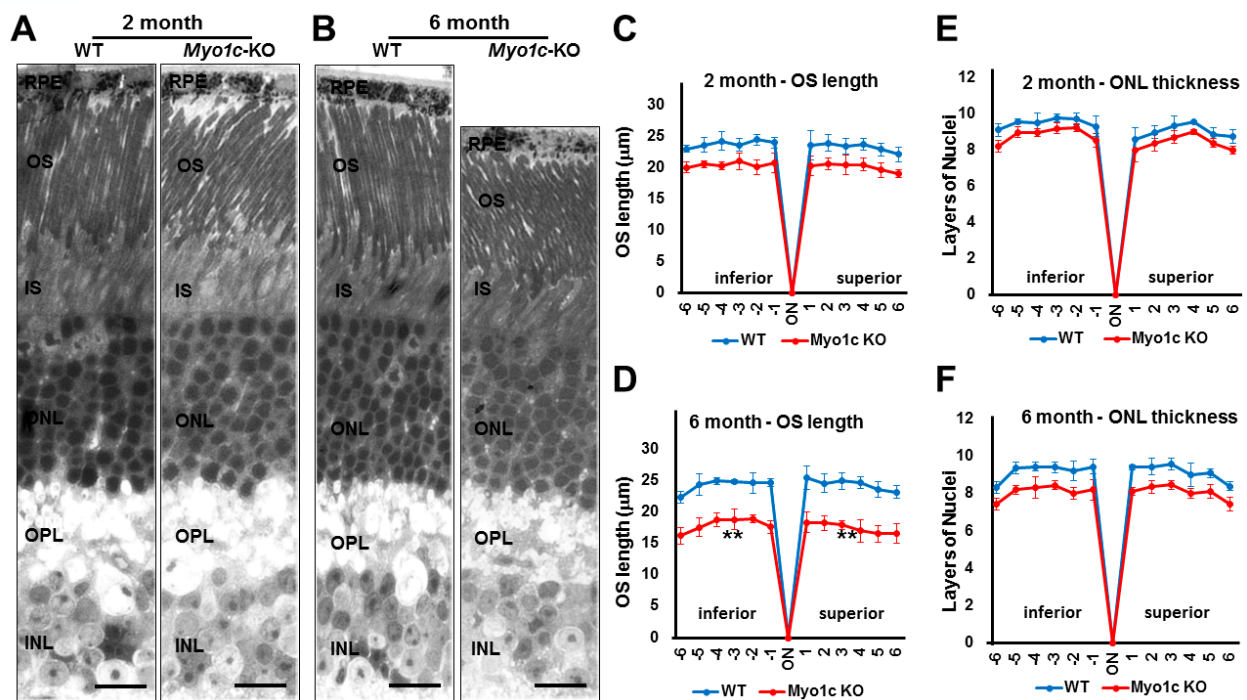 A
2 month
WT
Myo1c-KO
RPE
RPE
OS
OS
IS
IS
ONL
ONL
OPL
OPL
INL
INL
B
6 month
WT
Myo1c-KO
RPE
RPE
OS
OS
IS
IS
ONL
ONL
OPL
OPL
INL
INL
C
2 month - OS length
OS length (μm)
30
25
20
15
10
5
0
inferior
superior
-6 -5 -4 -3 -2 -1 ON 1 2 3 4 5 6
WT Myo1c KO
D
6 month - OS length
OS length (μm)
30
25
20
15
10
5
0
** **
inferior
superior
-6 -5 -4 -3 -2 -1 ON 1 2 3 4 5 6
WT Myo1c KO
E
2 month - ONL thickness
Layers of Nuclei
12
10
8
6
4
2
0
inferior
superior
-6 -5 -4 -3 -2 -1 ON 1 2 3 4 5 6
WT Myo1c KO
F
6 month - ONL thickness
Layers of Nuclei
12
10
8
6
4
2
0
inferior
superior
-6 -5 -4 -3 -2 -1 ON 1 2 3 4 5 6
WT Myo1c KO